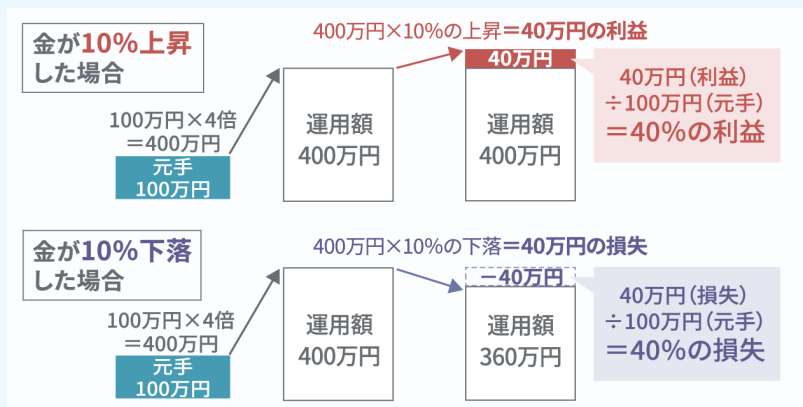 金が10%上昇
した場合
400万円×10%の上昇＝40万円の利益
100万円×4倍
＝400万円
元手
100万円
運用額
400万円
40万円
運用額
400万円
40万円（利益）
÷100万円（元手）
＝40%の利益
金が10%下落
した場合
400万円×10%の下落＝40万円の損失
100万円×4倍
＝400万円
元手
100万円
運用額
400万円
－40万円
運用額
360万円
40万円（損失）
÷100万円（元手）
＝40%の損失